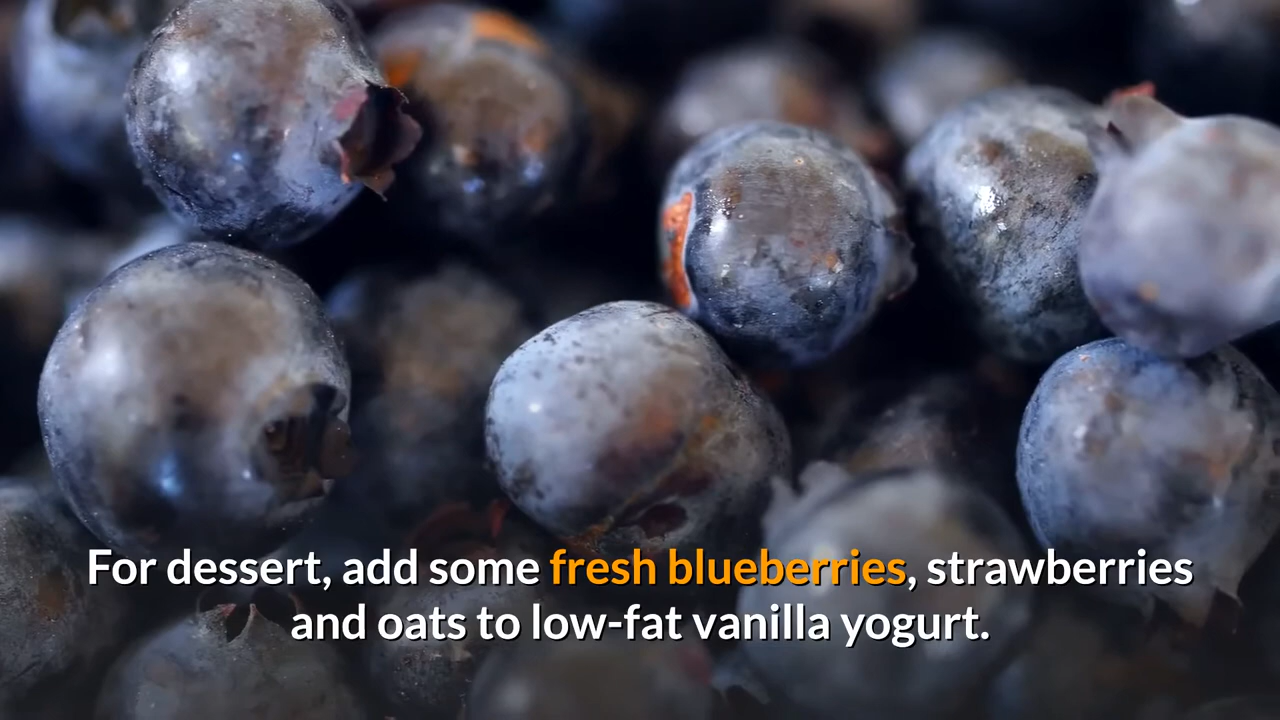 For dessert, add some fresh blueberries, strawberries
and oats to low-fat vanilla yogurt.